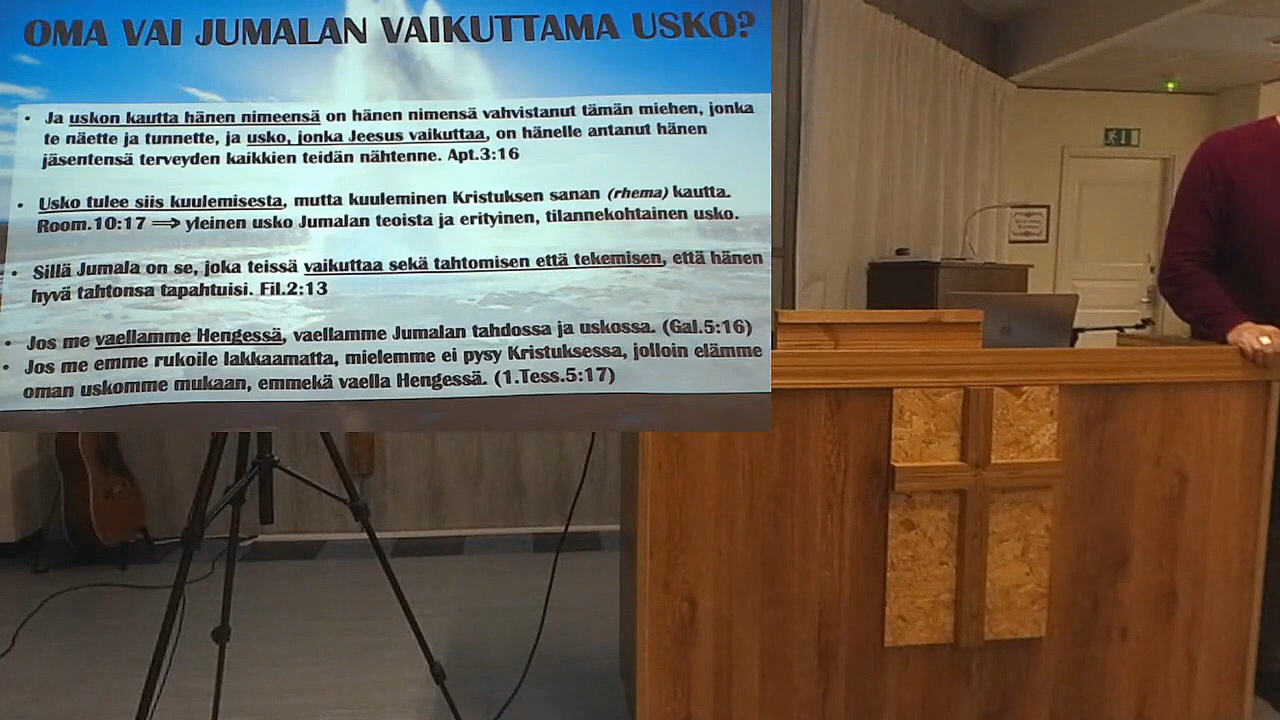 OMA VAI JUMALAN VAIKUTTAMA USKO?
• Ja uskon kautta hänen nimeensä on hänen nimensä vahvistanut tämän miehen, jonka
te näette ja tunnette, ja usko, jonka Jeesus vaikuttaa, on hänelle antanut hänen
jäsentensä terveyden kaikkien teidän nähtenne. Apt.3:16
• Usko tulee siis kuulemisesta, mutta kuuleminen Kristuksen sanan (rhema) kautta.
Room.10:17 ⟹ yleinen usko Jumalan teoista ja erityinen, tilannekohtainen usko.
• Sillä Jumala on se, joka teissä vaikuttaa sekä tahtomisen että tekemisen, että hänen
hyvä tahtonsa tapahtuisi. Fil.2:13
• Jos me vaellamme Hengessä, vaellamme Jumalan tahdossa ja uskossa. (Gal.5:16)
• Jos me emme rukoile lakkaamatta, mielemme ei pysy Kristuksessa, jolloin elämme
oman uskomme mukaan, emmekä vaella Hengessä. (1.Tess.5:17)